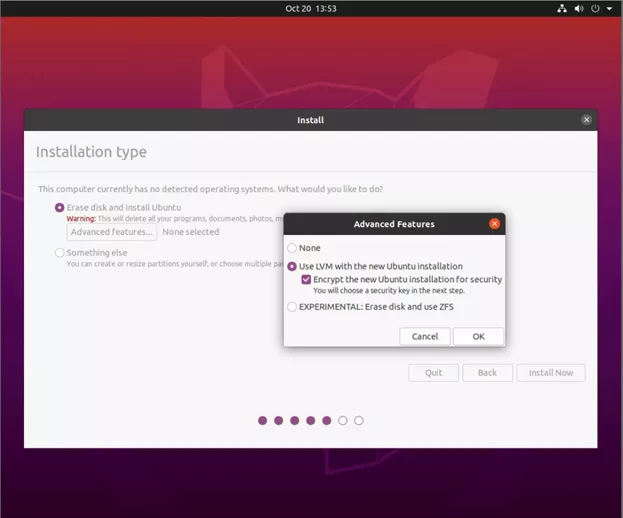 Oct 20 13:53
Install
Installation type
This computer currently has no detected operating systems. What would you like to do?
Erase disk and install Ubuntu
Warning: This will delete all your programs, documents, photos,
Advanced features... None selected
Something else
You can create or resize partitions yourself, or choose multiple
Advanced Features
None
Use LVM with the new Ubuntu installation
Encrypt the new Ubuntu installation for security
You will choose a security key in the next step.
EXPERIMENTAL: Erase disk and use ZFS
Cancel OK
Quit Back Install Now